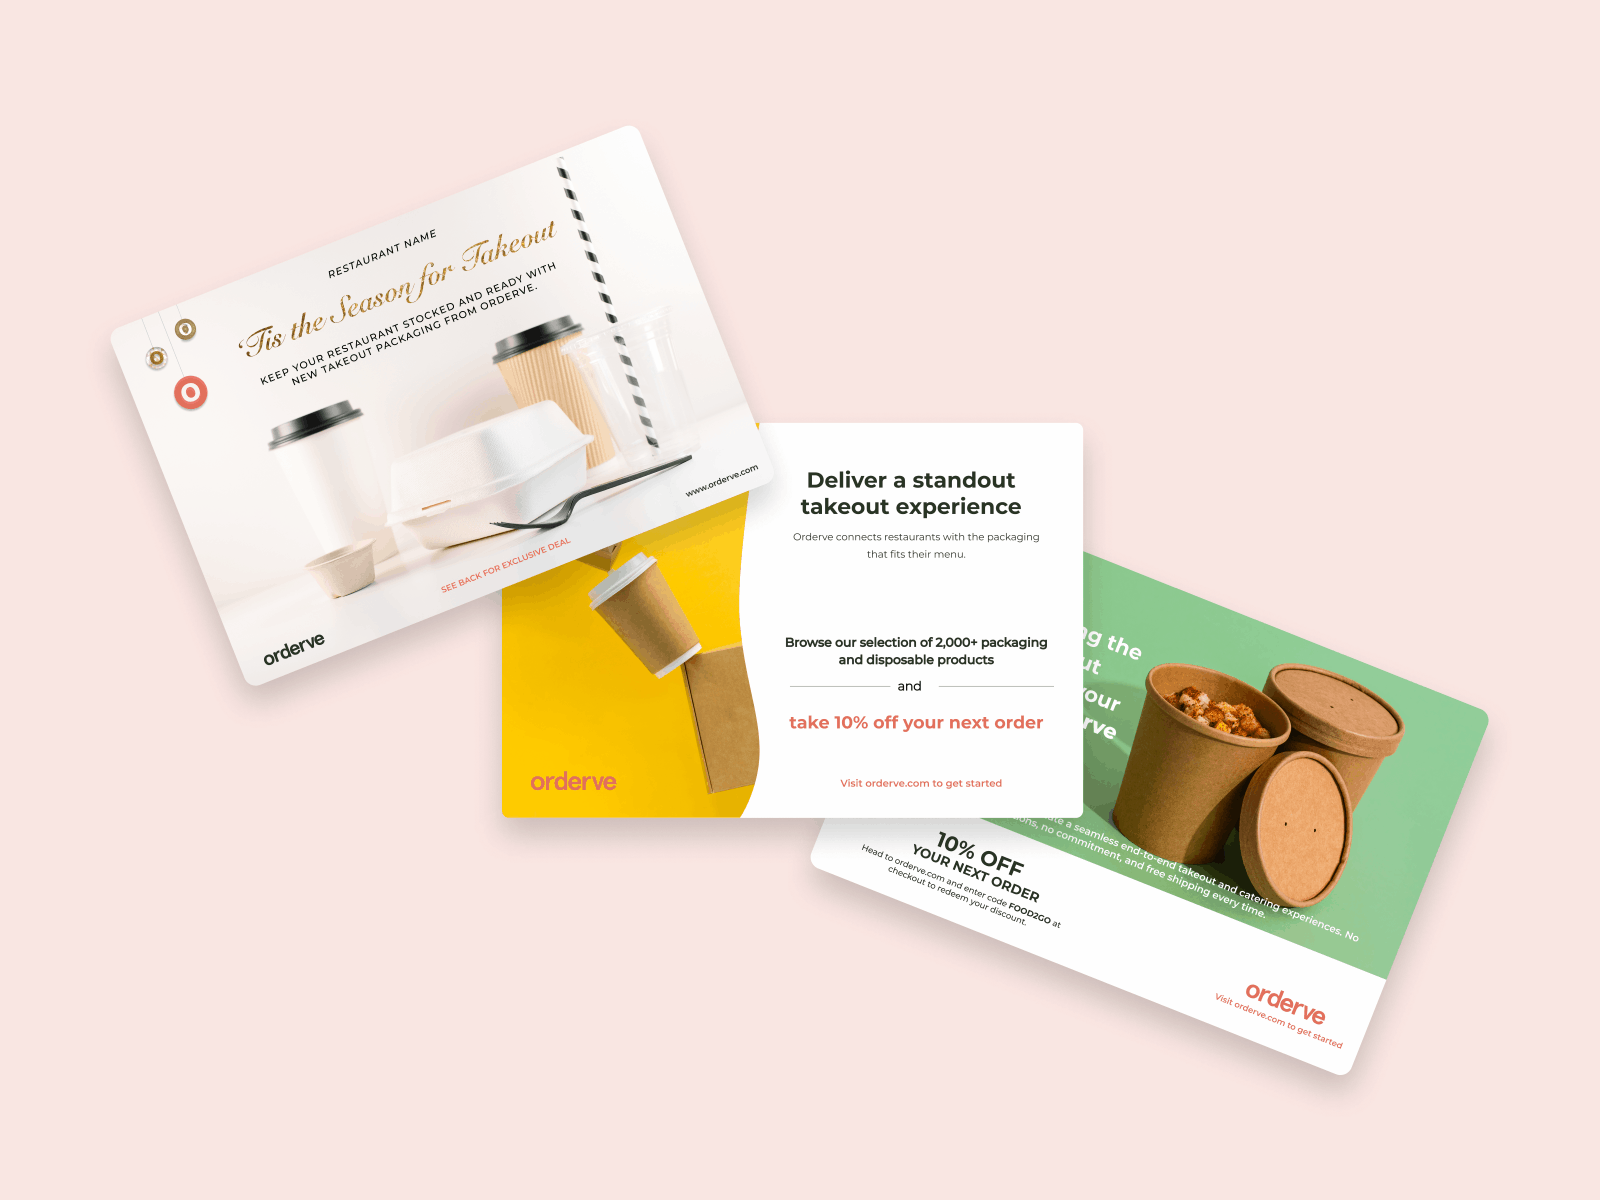 RESTAURANT NAME
‘Tis the Season for Takeout
KEEP YOUR RESTAURANT STOCKED AND READY WITH
NEW TAKEOUT PACKAGING FROM ORDERVE.
www.orderve.com
SEE BACK FOR EXCLUSIVE DEAL
orderve
Deliver a standout
takeout experience
Orderve connects restaurants with the packaging
that fits their menu.
Browse our selection of 2,000+ packaging
and disposable products
and
take 10% off your next order
Visit orderve.com to get started
orderve
the
your
a seamless end-to-end takeout and catering experiences. No
no commitment, and free shipping every time.
10% OFF
YOUR NEXT ORDER
Head to orderve.com and enter code FOOD2GO at
checkout to redeem your discount.
orderve
Visit orderve.com to get started